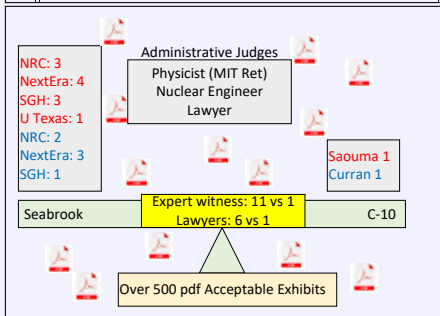 Administrative Judges
NRC: 3
NextEra: 4
SGH: 3
U Texas: 1
NRC: 2
NextEra: 3
SGH: 1
Physicist (MIT Ret)
Nuclear Engineer
Lawyer
Saouma 1
Curran 1
Seabrook
Expert witness: 11 vs 1
Lawyers: 6 vs 1
C-10
Over 500 pdf Acceptable Exhibits